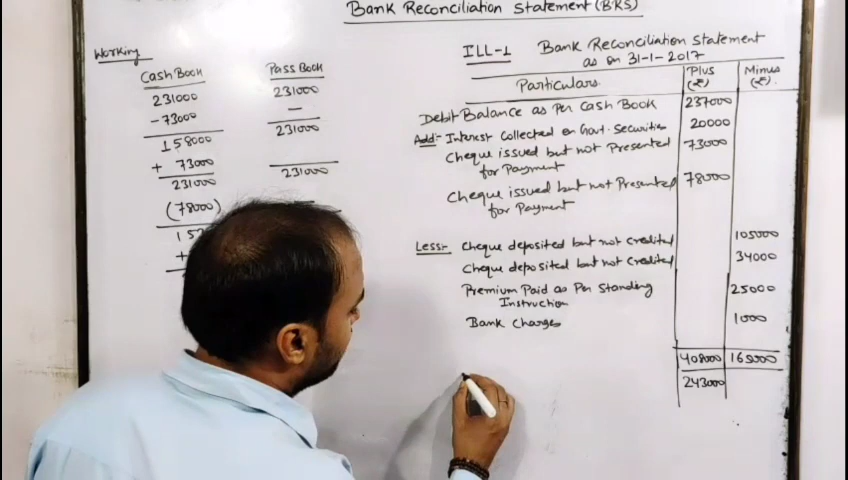 Bank Reconciliation Statement (BRS)
Working
Cash Book
Pass Book
231000
231000
-73000
-
158000
231000
+ 73000
231000
231000
(78000)
ILL-1 Bank Reconciliation Statement
as on 31-1-2017
Particulars
Plus
(₹)
Minus
(₹).
Debit Balance as Per Cash Book 237000
Add:- Interest Collected on Govt. Securities 20000
Cheque issued but not Presented 73000
for Payment
Cheque issued but not Presented 78000
for Payment
Less:- Cheque deposited but not credited 105000
Cheque deposited but not credited 34000
Premium Paid as Per Standing 25000
Instruction
Bank Charges 1000
408000 165000
243000